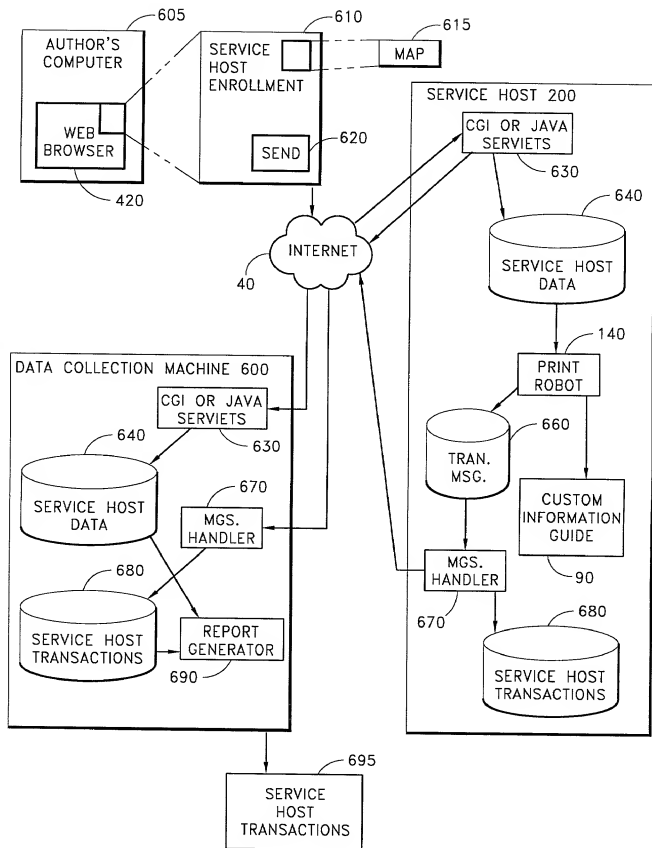 605
AUTHOR'S
COMPUTER
WEB
BROWSER
420
610
SERVICE
HOST
ENROLLMENT
SEND
620
615
MAP
INTERNET
40
SERVICE HOST 200
CGI OR JAVA
SERVIETS
630
640
SERVICE HOST
DATA
140
PRINT
ROBOT
660
TRAN.
MSG.
CUSTOM
INFORMATION
GUIDE
90
MGS.
HANDLER
670
680
SERVICE HOST
TRANSACTIONS
DATA COLLECTION MACHINE 600
CGI OR JAVA
SERVIETS
630
640
SERVICE HOST
DATA
670
MGS.
HANDLER
680
SERVICE HOST
TRANSACTIONS
REPORT
GENERATOR
690
695
SERVICE
HOST
TRANSACTIONS